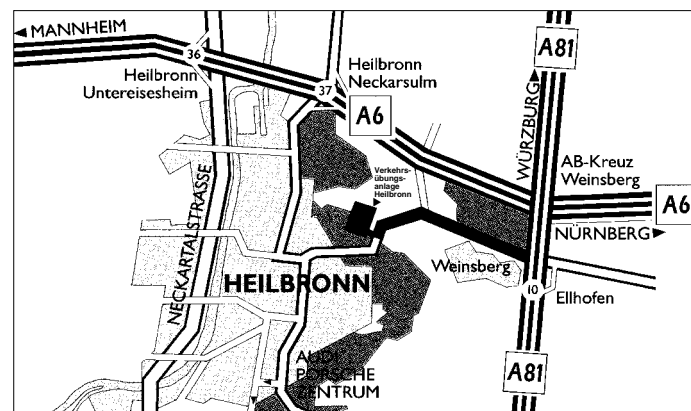 MANNHEIM
36
Heilbronn
Untereisesheim
Heilbronn
Neckarsulm
37
A6
A81
WÜRZBURG
AB-Kreuz
Weinsberg
A6
NÜRNBERG
Verkehrs-
übungs-
anlage
Heilbronn
NECKARTALSTRASSE
HEILBRONN
Weinsberg
10
Ellhofen
AUDI
PORSCHE
ZENTRUM
A81